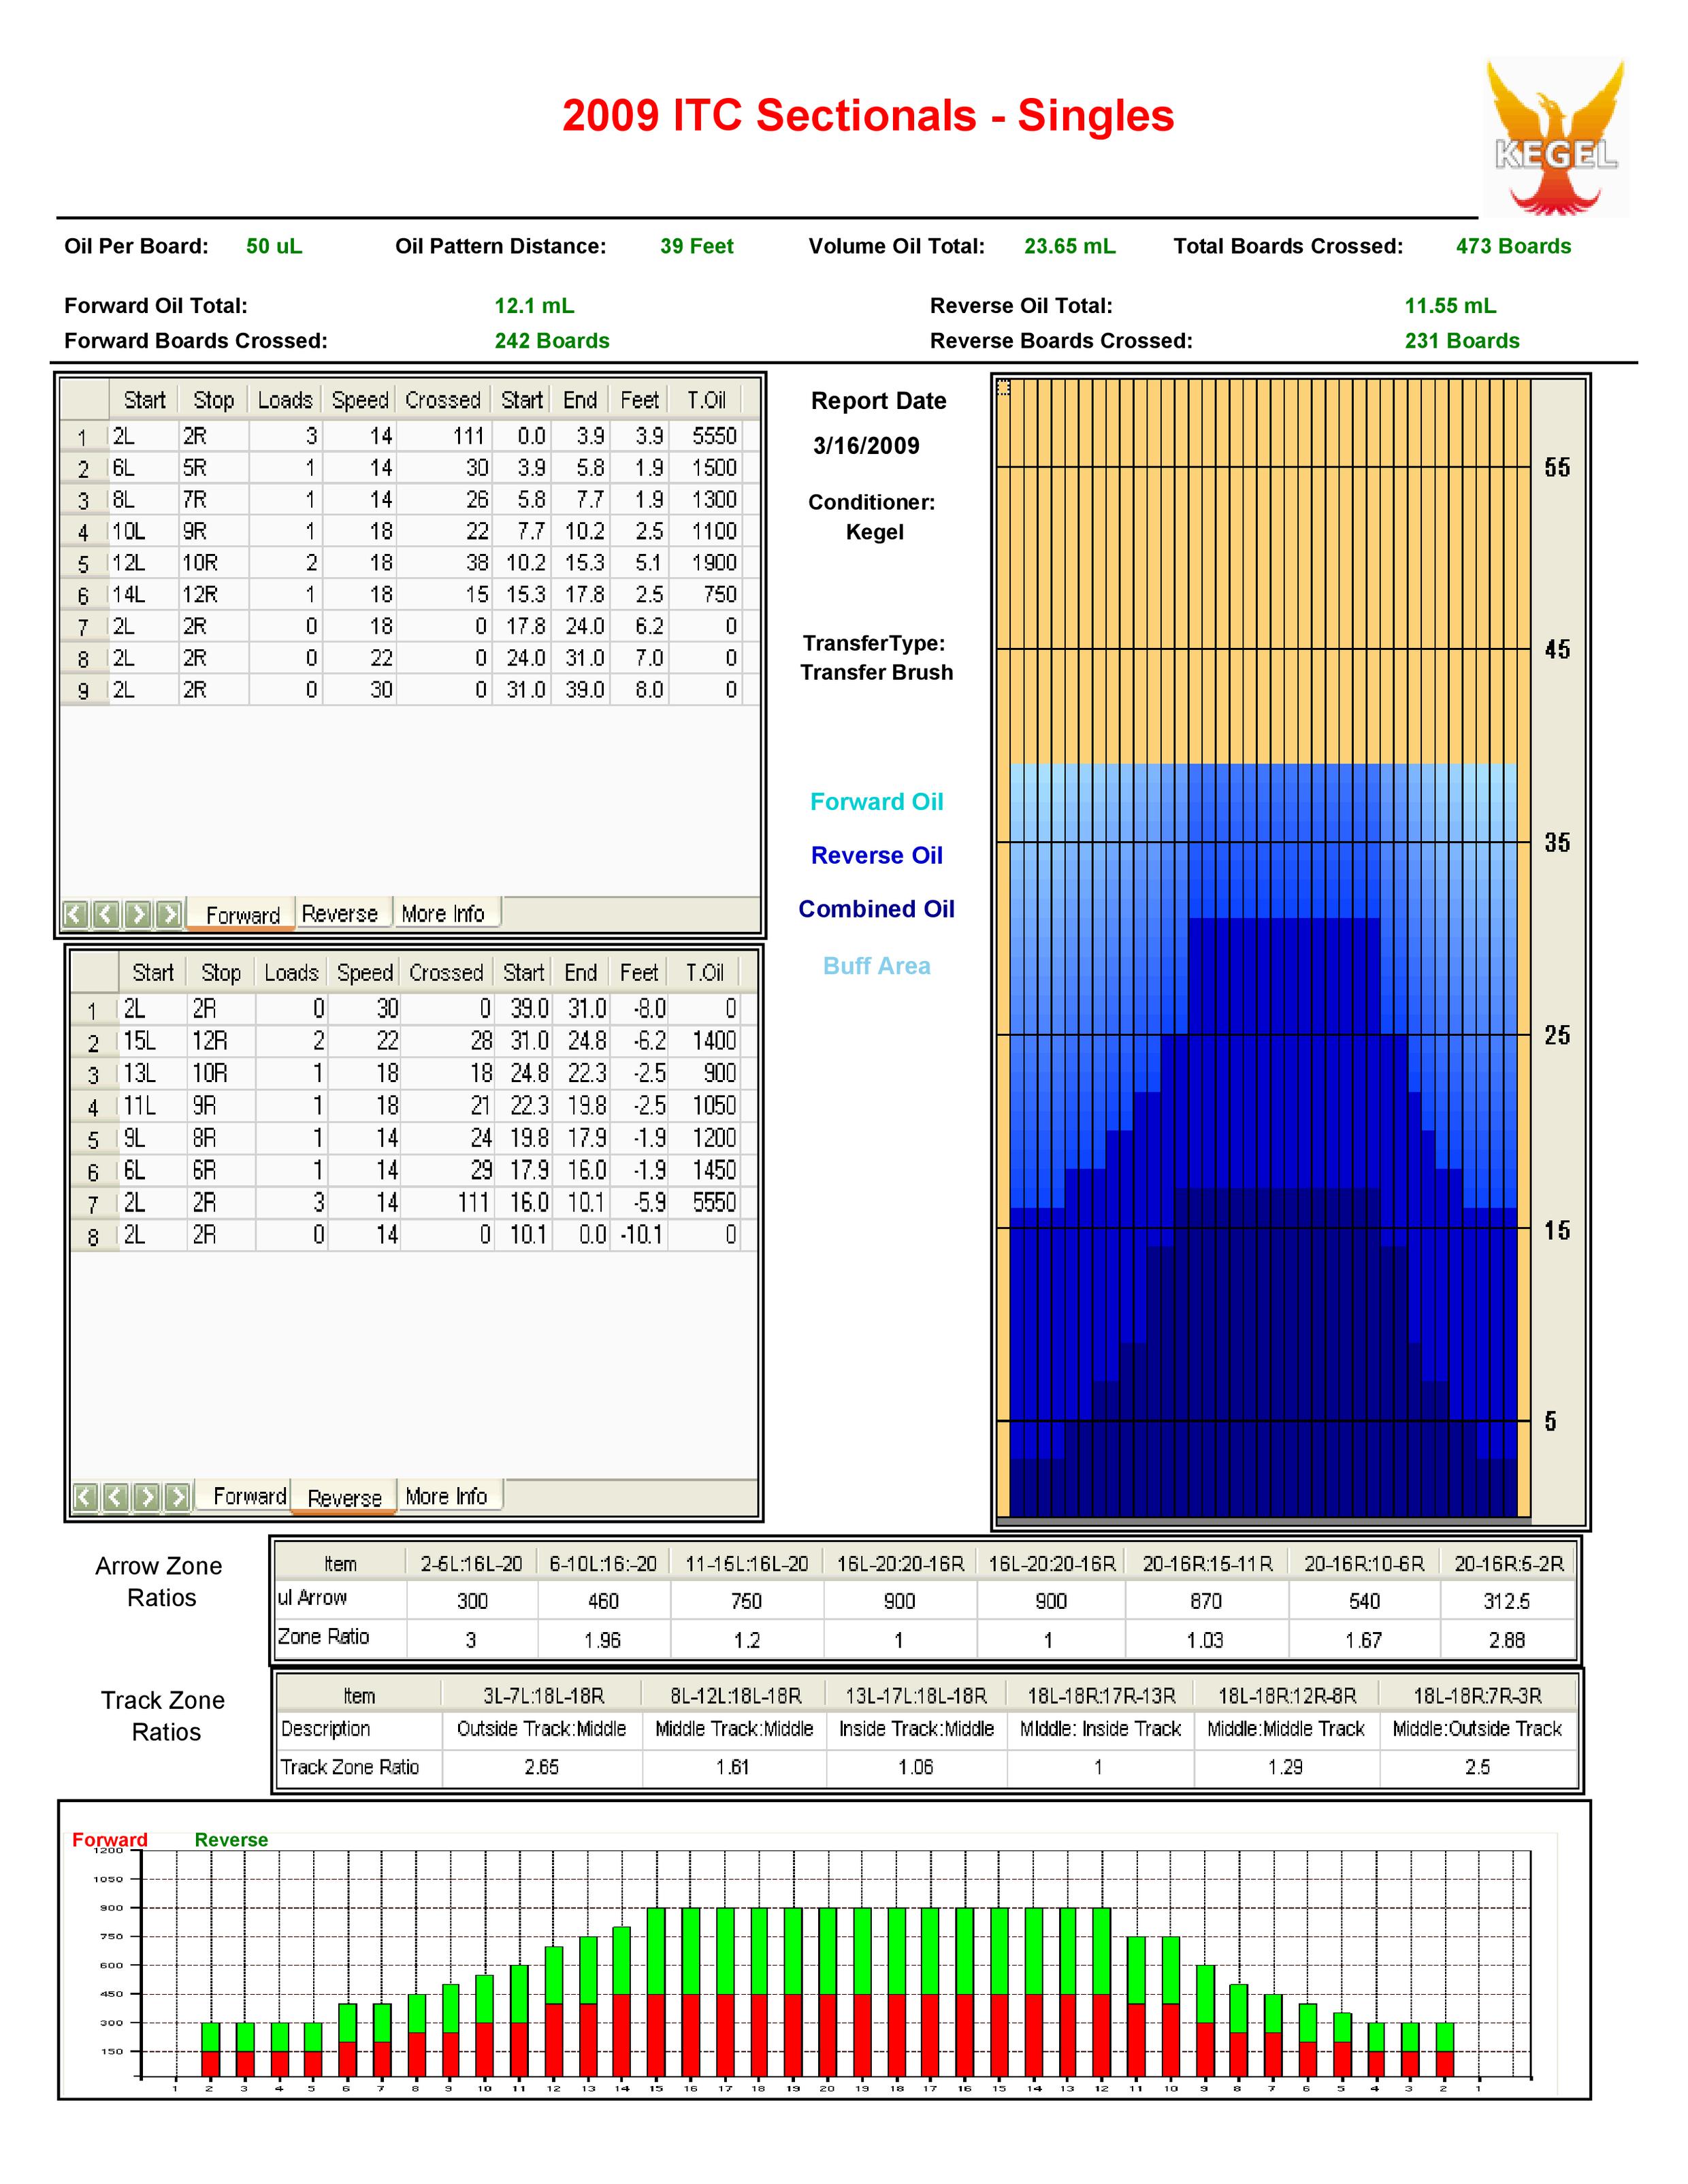 2009 ITC Sectionals - Singles
KEGEL
Oil Per Board: 50 uL Oil Pattern Distance: 39 Feet Volume Oil Total: 23.65 mL Total Boards Crossed: 473 Boards
Forward Oil Total: 12.1 mL Reverse Oil Total: 11.55 mL
Forward Boards Crossed: 242 Boards Reverse Boards Crossed: 231 Boards
Start Stop Loads Speed Crossed Start End Feet T.Oil
1 2L 2R 3 14 111 0.0 3.9 3.9 5550
2 6L 5R 1 14 30 3.9 5.8 1.9 1500
3 8L 7R 1 14 26 5.8 7.7 1.9 1300
4 10L 9R 1 18 22 7.7 10.2 2.5 1100
5 12L 10R 2 18 38 10.2 15.3 5.1 1900
6 14L 12R 1 18 15 15.3 17.8 2.5 750
7 2L 2R 0 18 0 17.8 24.0 6.2 0
8 2L 2R 0 22 0 24.0 31.0 7.0 0
9 2L 2R 0 30 0 31.0 39.0 8.0 0
Forward Reverse More Info
Start Stop Loads Speed Crossed Start End Feet T.Oil
1 2L 2R 0 30 0 39.0 31.0 -8.0 0
2 15L 12R 2 22 28 31.0 24.8 -6.2 1400
3 13L 10R 1 18 18 24.8 22.3 -2.5 900
4 11L 9R 1 18 21 22.3 19.8 -2.5 1050
5 9L 8R 1 14 24 19.8 17.9 -1.9 1200
6 6L 6R 1 14 29 17.9 16.0 -1.9 1450
7 2L 2R 3 14 111 16.0 10.1 -5.9 5550
8 2L 2R 0 14 0 10.1 0.0 -10.1 0
Forward Reverse More Info
Report Date
3/16/2009
Conditioner:
Kegel
TransferType:
Transfer Brush
Forward Oil
Reverse Oil
Combined Oil
Buff Area
55
45
35
25
15
5
Arrow Zone
Ratios
Item 2-5L:16L-20 6-10L:16:-20 11-15L:16L-20 16L-20:20-16R 16L-20:20-16R 20-16R:15-11R 20-16R:10-6R 20-16R:5-2R
ul Arrow 300 460 750 900 900 870 540 312.5
Zone Ratio 3 1.96 1.2 1 1 1.03 1.67 2.88
Track Zone
Ratios
Item 3L-7L:18L-18R 8L-12L:18L-18R 13L-17L:18L-18R 18L-18R:17R-13R 18L-18R:12R-8R 18L-18R:7R-3R
Description Outside Track:Middle Middle Track:Middle Inside Track:Middle MIddle: Inside Track Middle:Middle Track Middle:Outside Track
Track Zone Ratio 2.65 1.61 1.06 1 1.29 2.5
Forward Reverse
1200
1050
900
750
600
450
300
150
1 2 3 4 5 6 7 8 9 10 11 12 13 14 15 16 17 18 19 20 19 18 17 16 15 14 13 12 11 10 9 8 7 6 5 4 3 2 1